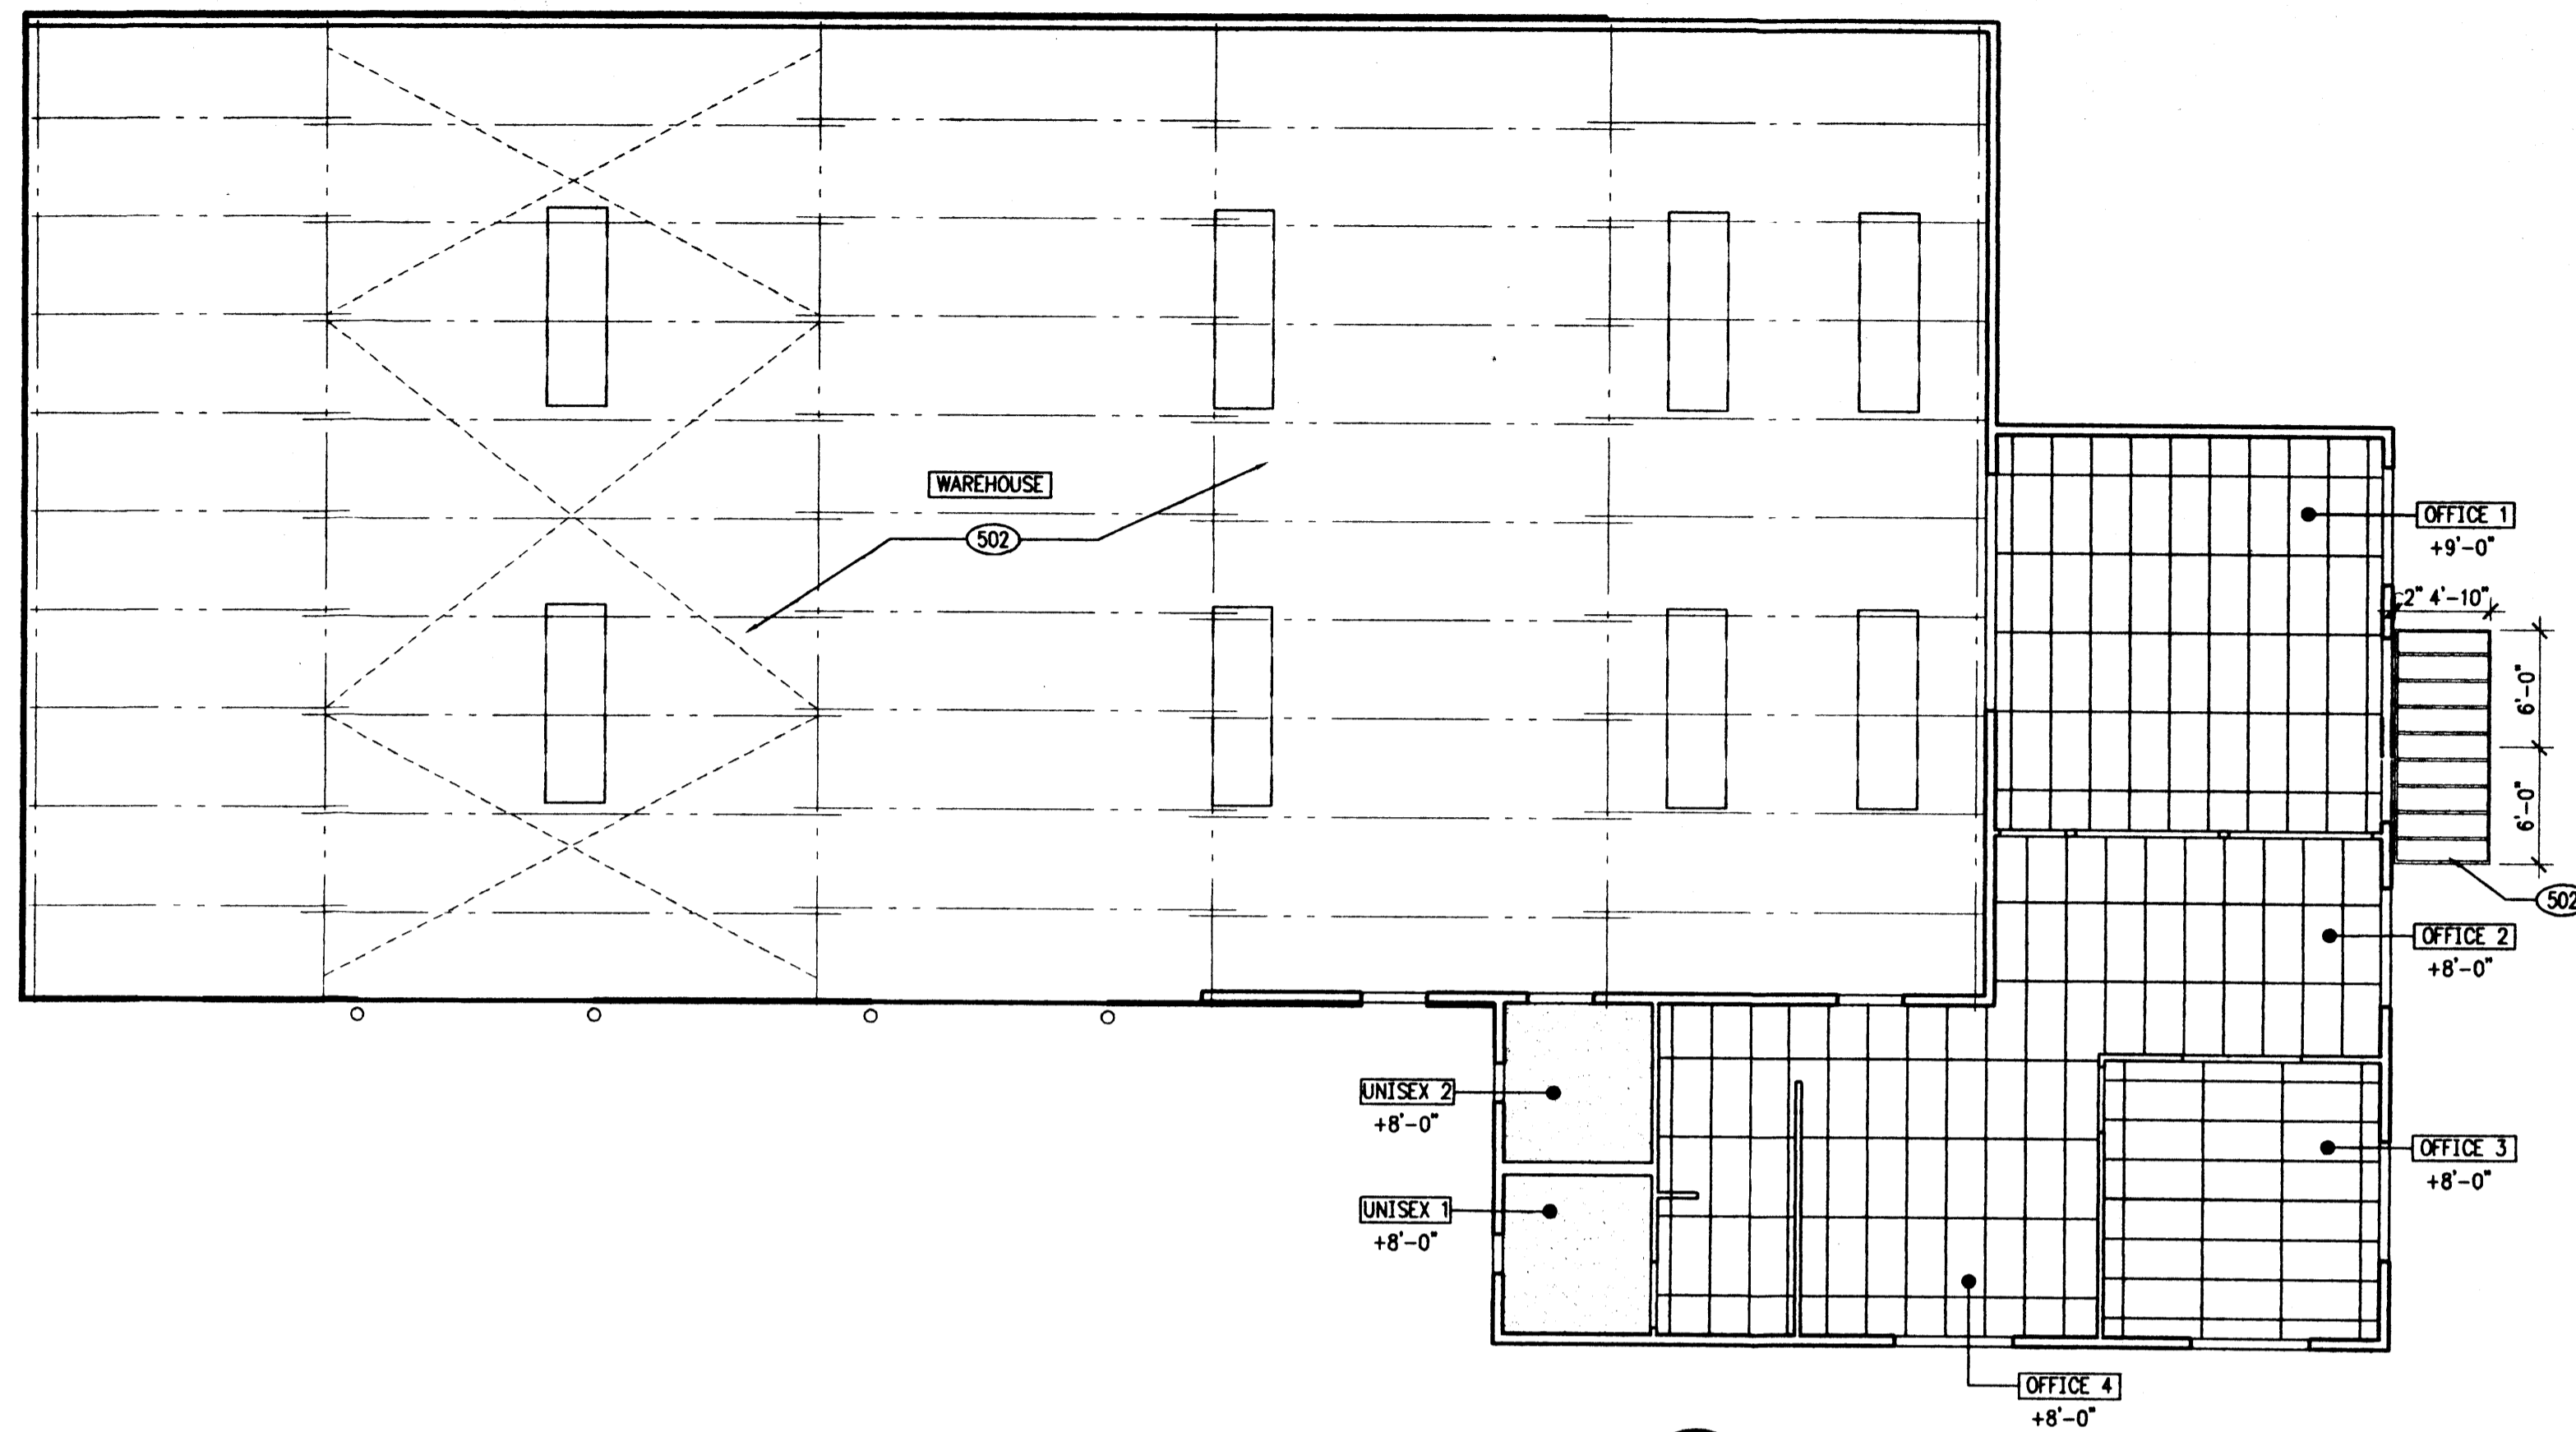 WAREHOUSE
502
OFFICE 1
+9'-0"
2" 4'-10"
6'-0"
6'-0"
502
OFFICE 2
+8'-0"
UNISEX 2
+8'-0"
OFFICE 3
+8'-0"
UNISEX 1
+8'-0"
OFFICE 4
+8'-0"